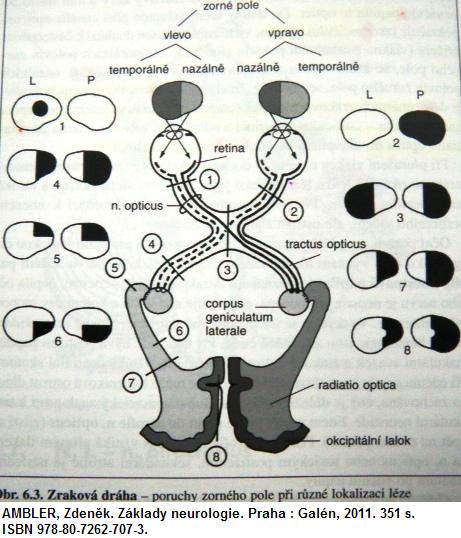 zorné pole
vlevo
vpravo
temporálně nazálně nazálně temporálně
L P
L P
1
2
4
3
5
7
6
8
retina
1
n. opticus
2
4
3
tractus opticus
5
corpus
geniculatum
laterale
6
7
radiatio optica
8
okcipitální lalok
Obr. 6.3. Zraková dráha – poruchy zorného pole při různé lokalizaci léze
AMBLER, Zdeněk. Základy neurologie. Praha : Galén, 2011. 351 s.
ISBN 978-80-7262-707-3.